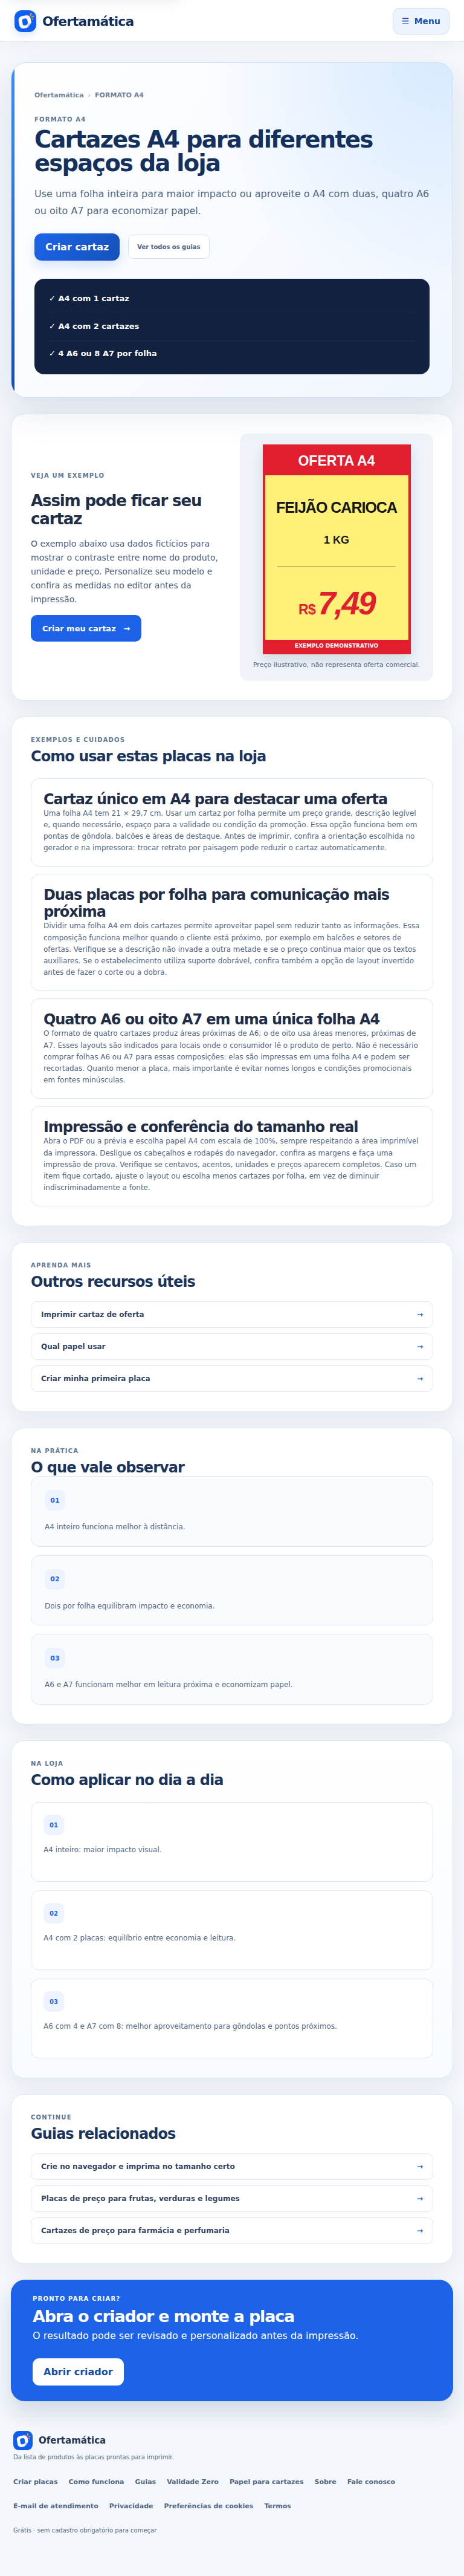 Ofertamática
☰ Menu
Ofertamática › FORMATO A4
FORMATO A4
Cartazes A4 para diferentes
espaços da loja
Use uma folha inteira para maior impacto ou aproveite o A4 com duas, quatro A6
ou oito A7 para economizar papel.
Criar cartaz
Ver todos os guias
✓ A4 com 1 cartaz
✓ A4 com 2 cartazes
✓ 4 A6 ou 8 A7 por folha
VEJA UM EXEMPLO
Assim pode ficar seu
cartaz
O exemplo abaixo usa dados fictícios para
mostrar o contraste entre nome do produto,
unidade e preço. Personalize seu modelo e
confira as medidas no editor antes da
impressão.
Criar meu cartaz →
OFERTA A4
FEIJÃO CARIOCA
1 KG
R$ 7,49
EXEMPLO DEMONSTRATIVO
Preço ilustrativo, não representa oferta comercial.
EXEMPLOS E CUIDADOS
Como usar estas placas na loja
Cartaz único em A4 para destacar uma oferta
Uma folha A4 tem 21 × 29,7 cm. Usar um cartaz por folha permite um preço grande, descrição legível
e, quando necessário, espaço para a validade ou condição da promoção. Essa opção funciona bem em
pontas de gôndola, balcões e áreas de destaque. Antes de imprimir, confira a orientação escolhida no
gerador e na impressora: trocar retrato por paisagem pode reduzir o cartaz automaticamente.
Duas placas por folha para comunicação mais
próxima
Dividir uma folha A4 em dois cartazes permite aproveitar papel sem reduzir tanto as informações. Essa
composição funciona melhor quando o cliente está próximo, por exemplo em balcões e setores de
ofertas. Verifique se a descrição não invade a outra metade e se o preço continua maior que os textos
auxiliares. Se o estabelecimento utiliza suporte dobrável, confira também a opção de layout invertido
antes de fazer o corte ou a dobra.
Quatro A6 ou oito A7 em uma única folha A4
O formato de quatro cartazes produz áreas próximas de A6; o de oito usa áreas menores, próximas de
A7. Esses layouts são indicados para locais onde o consumidor lê o produto de perto. Não é necessário
comprar folhas A6 ou A7 para essas composições: elas são impressas em uma folha A4 e podem ser
recortadas. Quanto menor a placa, mais importante é evitar nomes longos e condições promocionais
em fontes minúsculas.
Impressão e conferência do tamanho real
Abra o PDF ou a prévia e escolha papel A4 com escala de 100%, sempre respeitando a área imprimível
da impressora. Desligue os cabeçalhos e rodapés do navegador, confira as margens e faça uma
impressão de prova. Verifique se centavos, acentos, unidades e preços aparecem completos. Caso um
item fique cortado, ajuste o layout ou escolha menos cartazes por folha, em vez de diminuir
indiscriminadamente a fonte.
APRENDA MAIS
Outros recursos úteis
Imprimir cartaz de oferta →
Qual papel usar →
Criar minha primeira placa →
NA PRÁTICA
O que vale observar
01
A4 inteiro funciona melhor à distância.
02
Dois por folha equilibram impacto e economia.
03
A6 e A7 funcionam melhor em leitura próxima e economizam papel.
NA LOJA
Como aplicar no dia a dia
01
A4 inteiro: maior impacto visual.
02
A4 com 2 placas: equilíbrio entre economia e leitura.
03
A6 com 4 e A7 com 8: melhor aproveitamento para gôndolas e pontos próximos.
CONTINUE
Guias relacionados
Crie no navegador e imprima no tamanho certo →
Placas de preço para frutas, verduras e legumes →
Cartazes de preço para farmácia e perfumaria →
PRONTO PARA CRIAR?
Abra o criador e monte a placa
O resultado pode ser revisado e personalizado antes da impressão.
Abrir criador
Ofertamática
Da lista de produtos às placas prontas para imprimir.
Criar placas Como funciona Guias Validade Zero Papel para cartazes Sobre Fale conosco
E-mail de atendimento Privacidade Preferências de cookies Termos
Grátis · sem cadastro obrigatório para começar